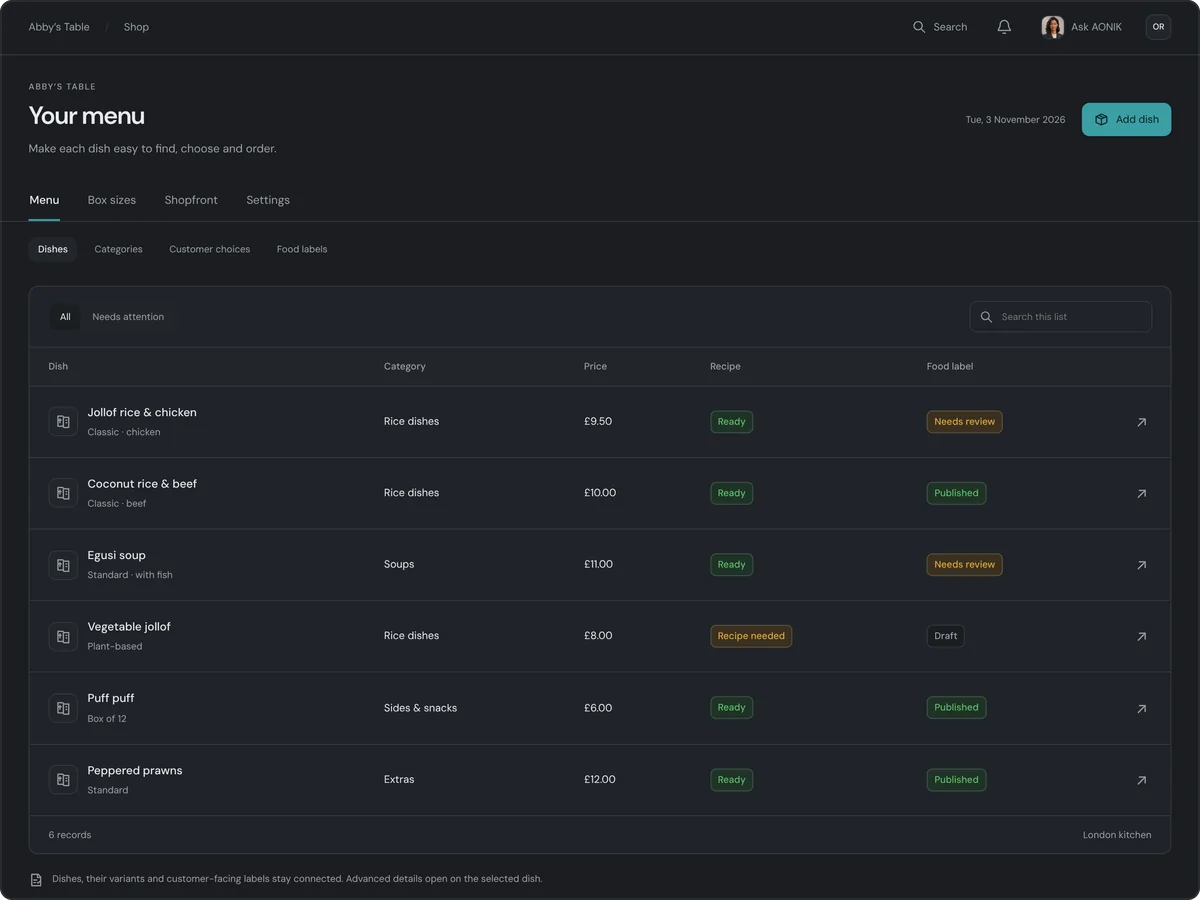 Abby's Table / Shop
Search
Ask AONIK
OR
ABBY'S TABLE
Your menu
Make each dish easy to find, choose and order.
Tue, 3 November 2026
Add dish
Menu Box sizes Shopfront Settings
Dishes Categories Customer choices Food labels
All Needs attention
Search this list
Dish Category Price Recipe Food label
Jollof rice & chicken
Classic · chicken
Rice dishes £9.50 Ready Needs review
Coconut rice & beef
Classic · beef
Rice dishes £10.00 Ready Published
Egusi soup
Standard · with fish
Soups £11.00 Ready Needs review
Vegetable jollof
Plant-based
Rice dishes £8.00 Recipe needed Draft
Puff puff
Box of 12
Sides & snacks £6.00 Ready Published
Peppered prawns
Standard
Extras £12.00 Ready Published
6 records
London kitchen
Dishes, their variants and customer-facing labels stay connected. Advanced details open on the selected dish.